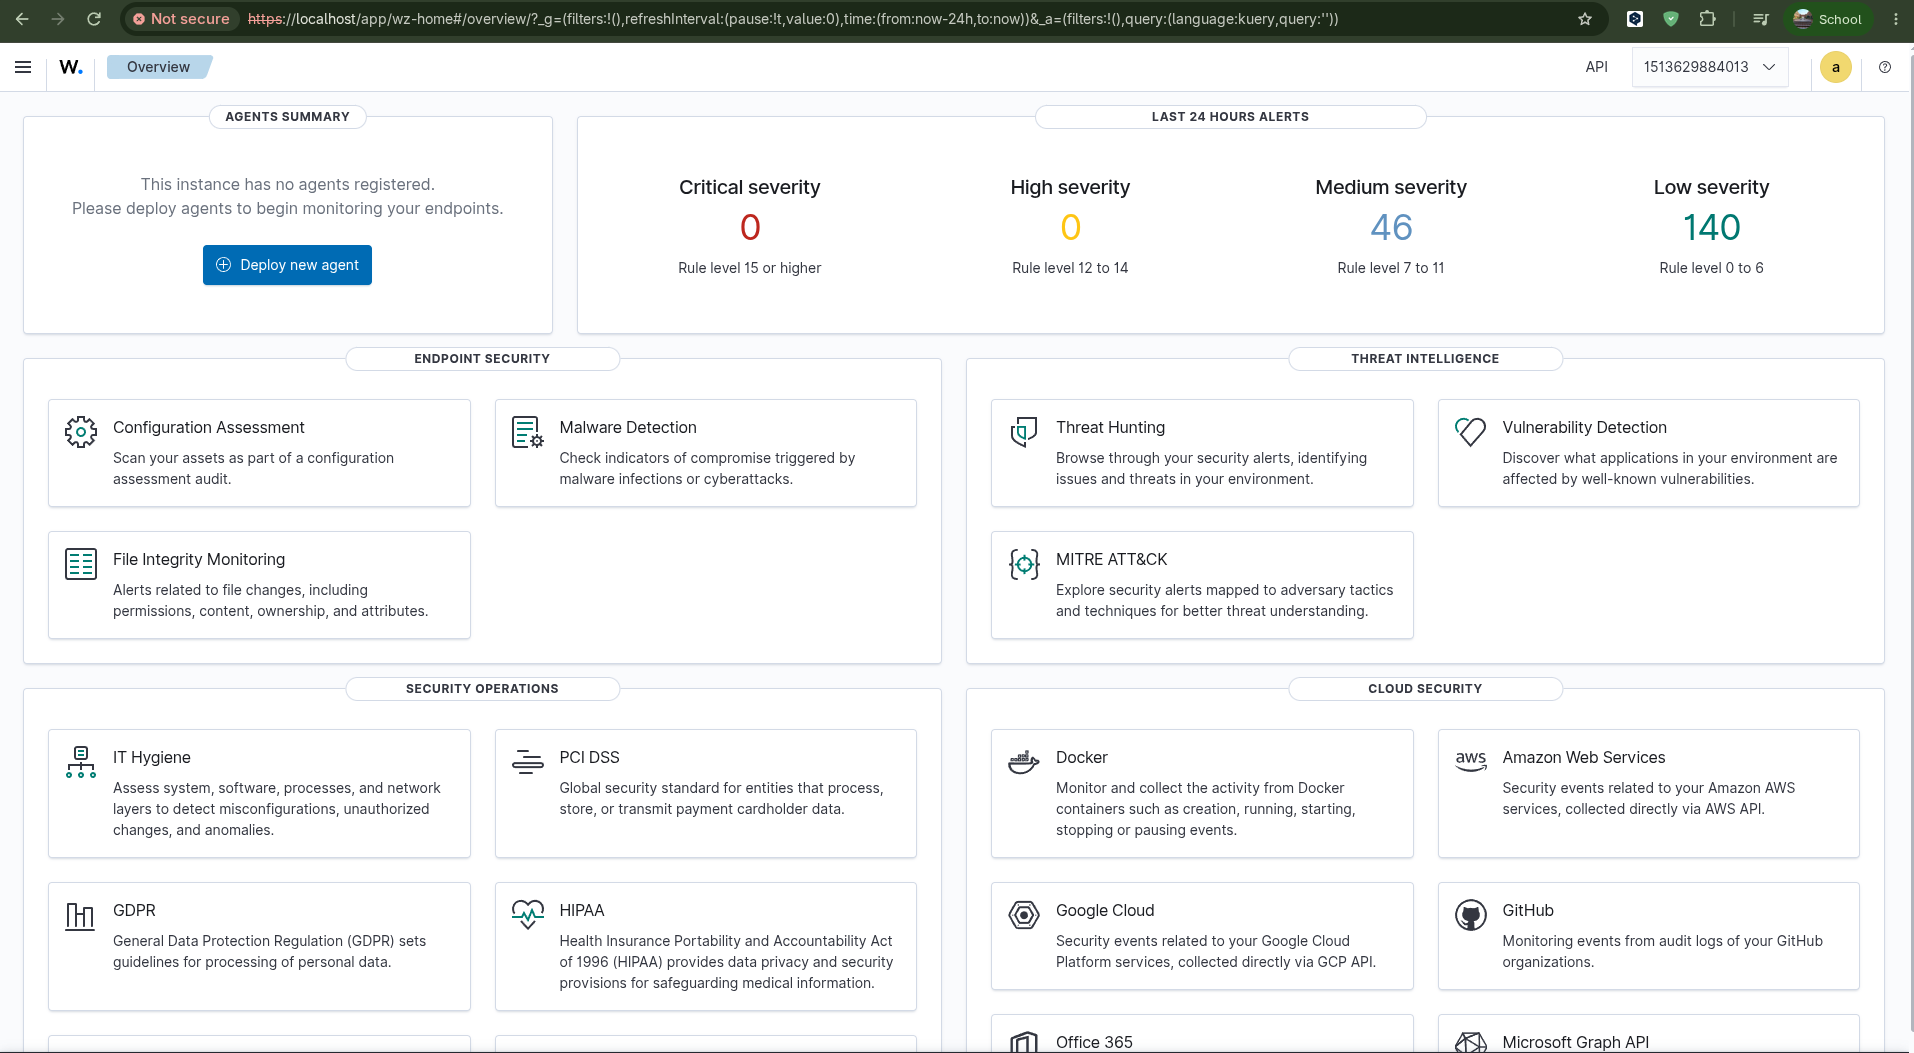 Not secure
https://localhost/app/wz-home#/overview/?_g=(filters:!(),refreshInterval:(pause:!t,value:0),time:(from:now-24h,to:now))&_a=(filters:!(),query:(language:kuery,query:''))
School
W.
Overview
API
1513629884013
a
AGENTS SUMMARY
This instance has no agents registered.
Please deploy agents to begin monitoring your endpoints.
Deploy new agent
LAST 24 HOURS ALERTS
Critical severity
0
Rule level 15 or higher
High severity
0
Rule level 12 to 14
Medium severity
46
Rule level 7 to 11
Low severity
140
Rule level 0 to 6
ENDPOINT SECURITY
Configuration Assessment
Scan your assets as part of a configuration
assessment audit.
Malware Detection
Check indicators of compromise triggered by
malware infections or cyberattacks.
File Integrity Monitoring
Alerts related to file changes, including
permissions, content, ownership, and attributes.
THREAT INTELLIGENCE
Threat Hunting
Browse through your security alerts, identifying
issues and threats in your environment.
Vulnerability Detection
Discover what applications in your environment are
affected by well-known vulnerabilities.
MITRE ATT&CK
Explore security alerts mapped to adversary tactics
and techniques for better threat understanding.
SECURITY OPERATIONS
IT Hygiene
Assess system, software, processes, and network
layers to detect misconfigurations, unauthorized
changes, and anomalies.
PCI DSS
Global security standard for entities that process,
store, or transmit payment cardholder data.
GDPR
General Data Protection Regulation (GDPR) sets
guidelines for processing of personal data.
HIPAA
Health Insurance Portability and Accountability Act
of 1996 (HIPAA) provides data privacy and security
provisions for safeguarding medical information.
CLOUD SECURITY
Docker
Monitor and collect the activity from Docker
containers such as creation, running, starting,
stopping or pausing events.
aws
Amazon Web Services
Security events related to your Amazon AWS
services, collected directly via AWS API.
Google Cloud
Security events related to your Google Cloud
Platform services, collected directly via GCP API.
GitHub
Monitoring events from audit logs of your GitHub
organizations.
Office 365
Microsoft Graph API